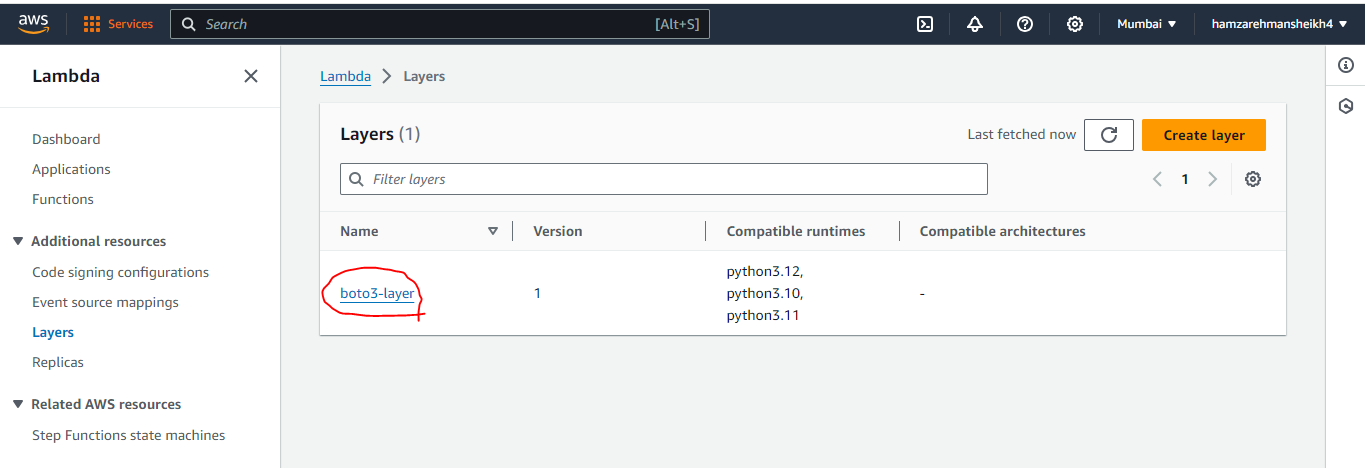 aws Services Search [Alt+S] Mumbai hamzarehmansheikh4
Lambda
Dashboard
Applications
Functions
Additional resources
Code signing configurations
Event source mappings
Layers
Replicas
Related AWS resources
Step Functions state machines
Lambda > Layers
Layers (1) Last fetched now Create layer
Filter layers 1
Name Version Compatible runtimes Compatible architectures
boto3-layer 1 python3.12, python3.10, python3.11 -